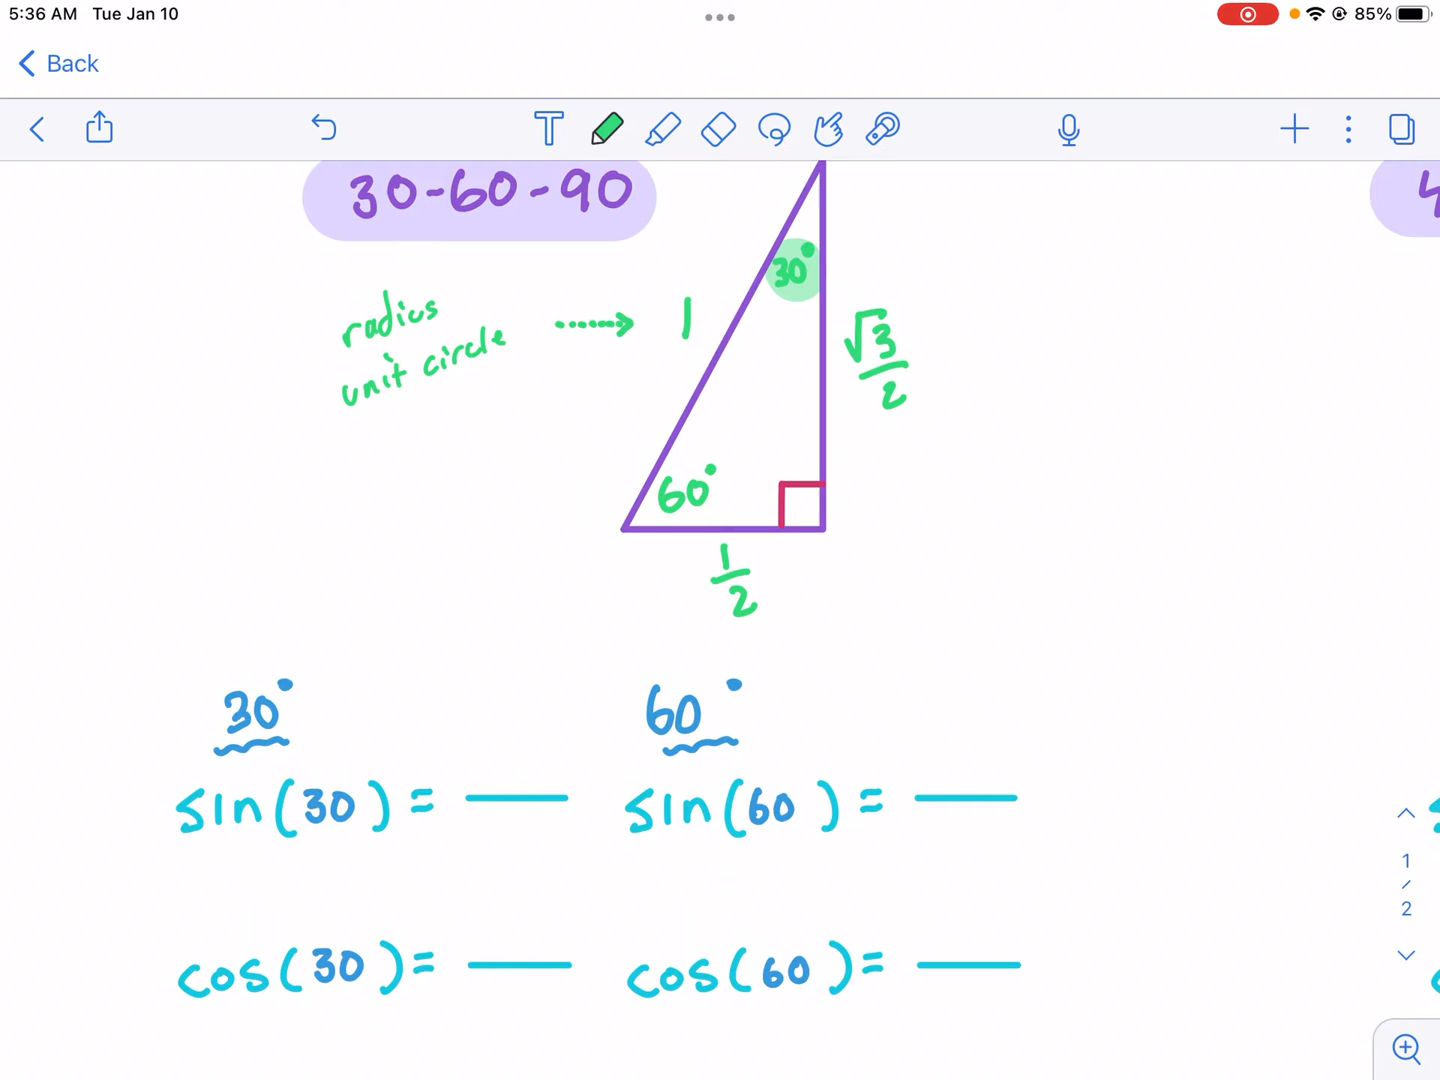 5:36 AM Tue Jan 10
85%
Back
T
30-60-90
4
30°
radius
unit circle
1
√3/2
60°
1/2
30°
60°
sin(30) = sin(60) =
cos(30) = cos(60) =
1
/
2